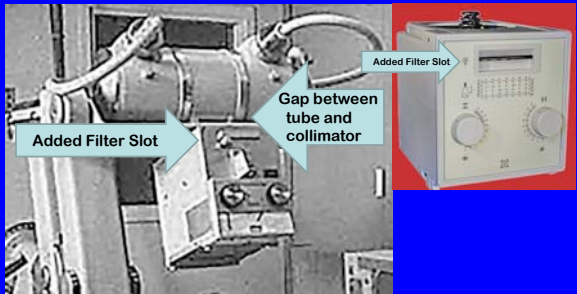 Added Filter Slot
Gap between
tube and
collimator
Added Filter Slot